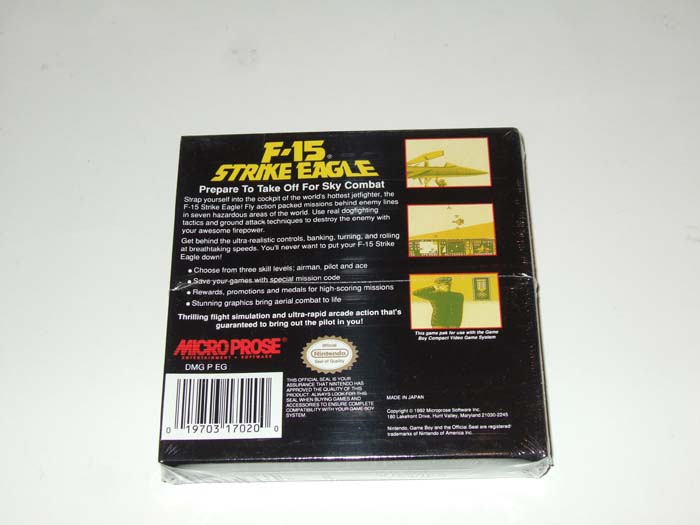 F-15
STRIKE EAGLE
Prepare To Take Off For Sky Combat
Strap yourself into the cockpit of the world's hottest jetfighter, the
F-15 Strike Eagle! Fly action packed missions behind enemy lines
in seven hazardous areas of the world. Use real dogfighting
tactics and ground attack techniques to destroy the enemy with
your awesome firepower.
Get behind the ultra-realistic controls, banking, turning, and rolling
at breathtaking speeds. You'll never want to put your F-15 Strike
Eagle down!
• Choose from three skill levels; airman, pilot and ace
• Save your games with special mission code
• Rewards, promotions and medals for high-scoring missions
• Stunning graphics bring aerial combat to life
Thrilling flight simulation and ultra-rapid arcade action that's
guaranteed to bring out the pilot in you!
This game pak for use with the Game
Boy Compact Video Game System
MICRO PROSE
ENTERTAINMENT • SOFTWARE
DMG P EG
Official
Nintendo
Seal of Quality
THIS OFFICIAL SEAL IS YOUR
ASSURANCE THAT NINTENDO HAS
APPROVED THE QUALITY OF THIS
PRODUCT. ALWAYS LOOK FOR THIS
SEAL WHEN BUYING GAMES AND
ACCESSORIES TO ENSURE COMPLETE
COMPATIBILITY WITH YOUR GAME BOY
SYSTEM.
MADE IN JAPAN
Copyright © 1992 Microprose Software Inc.
180 Lakefront Drive, Hunt Valley, Maryland 21030-2245
Nintendo, Game Boy and the Official Seal are registered
trademarks of Nintendo of America Inc.
0 19703 17020 0